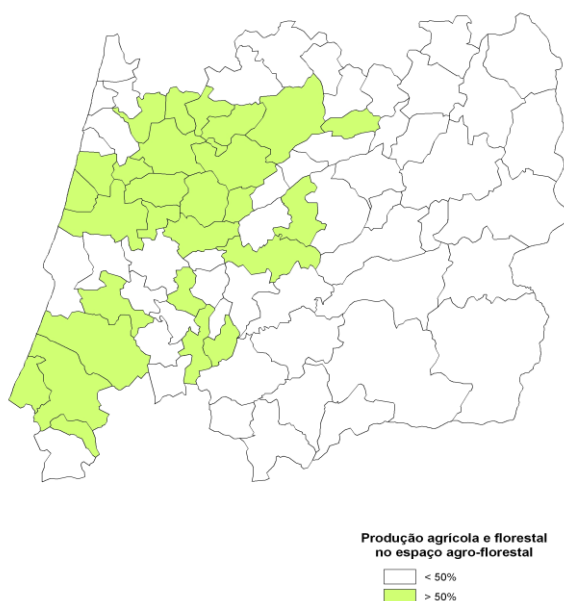 Produção agrícola e florestal
no espaço agro-florestal
< 50%
> 50%